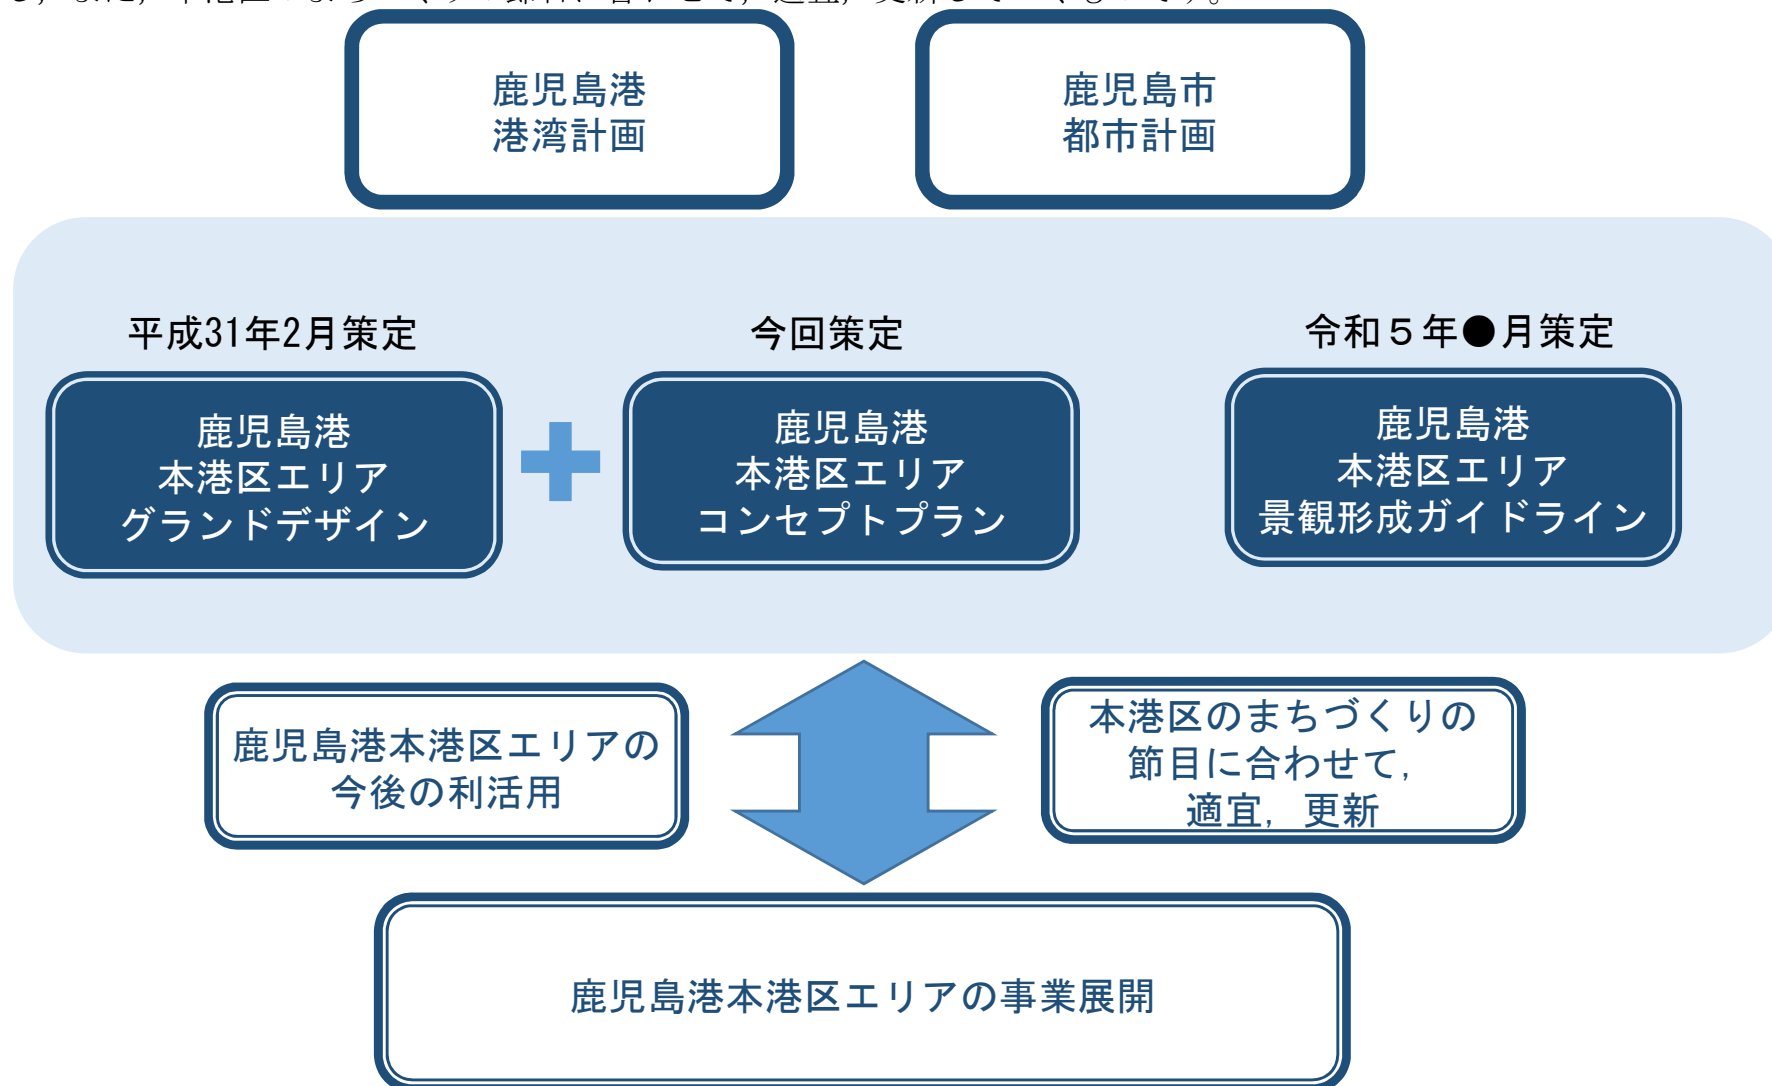 鹿児島港
港湾計画
鹿児島市
都市計画
平成31年2月策定
今回策定
令和５年●月策定
鹿児島港
本港区エリア
グランドデザイン
鹿児島港
本港区エリア
コンセプトプラン
鹿児島港
本港区エリア
景観形成ガイドライン
鹿児島港本港区エリアの
今後の利活用
本港区のまちづくりの
節目に合わせて，
適宜，更新
鹿児島港本港区エリアの事業展開